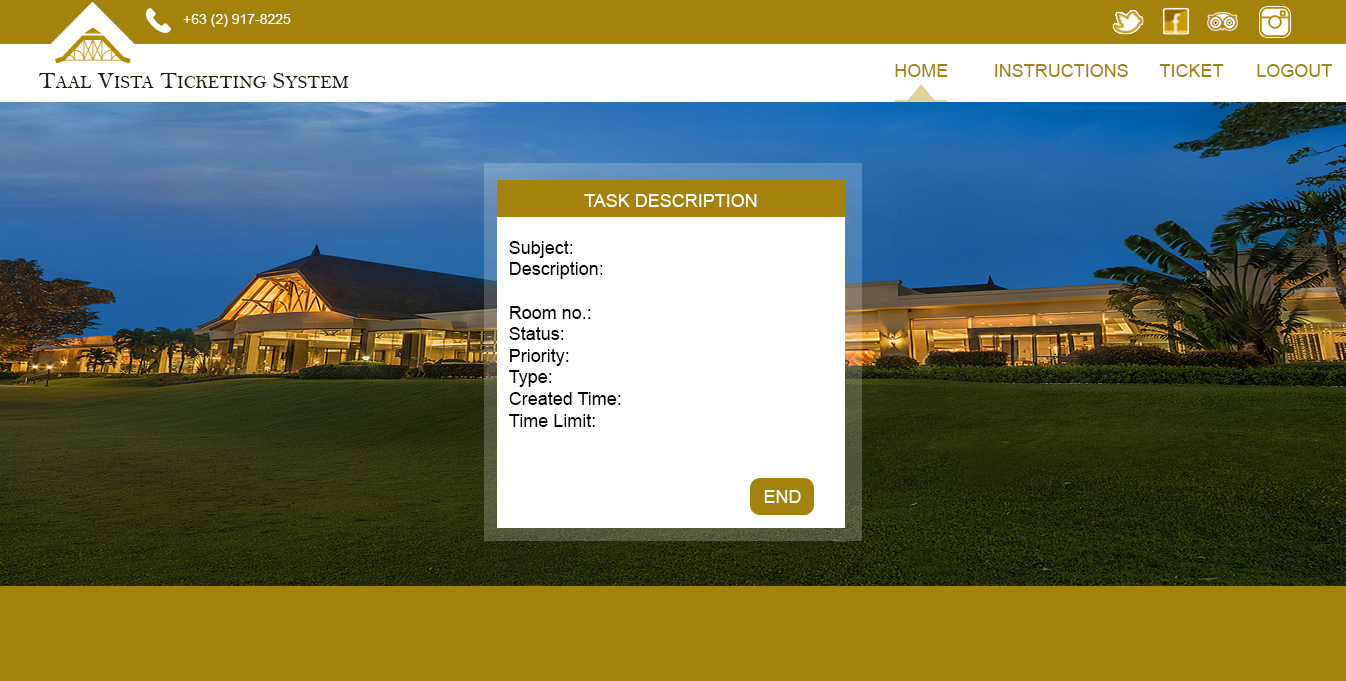 +63 (2) 917-8225
TAAL VISTA TICKETING SYSTEM
HOME INSTRUCTIONS TICKET LOGOUT
TASK DESCRIPTION
Subject:
Description:
Room no.:
Status:
Priority:
Type:
Created Time:
Time Limit:
END